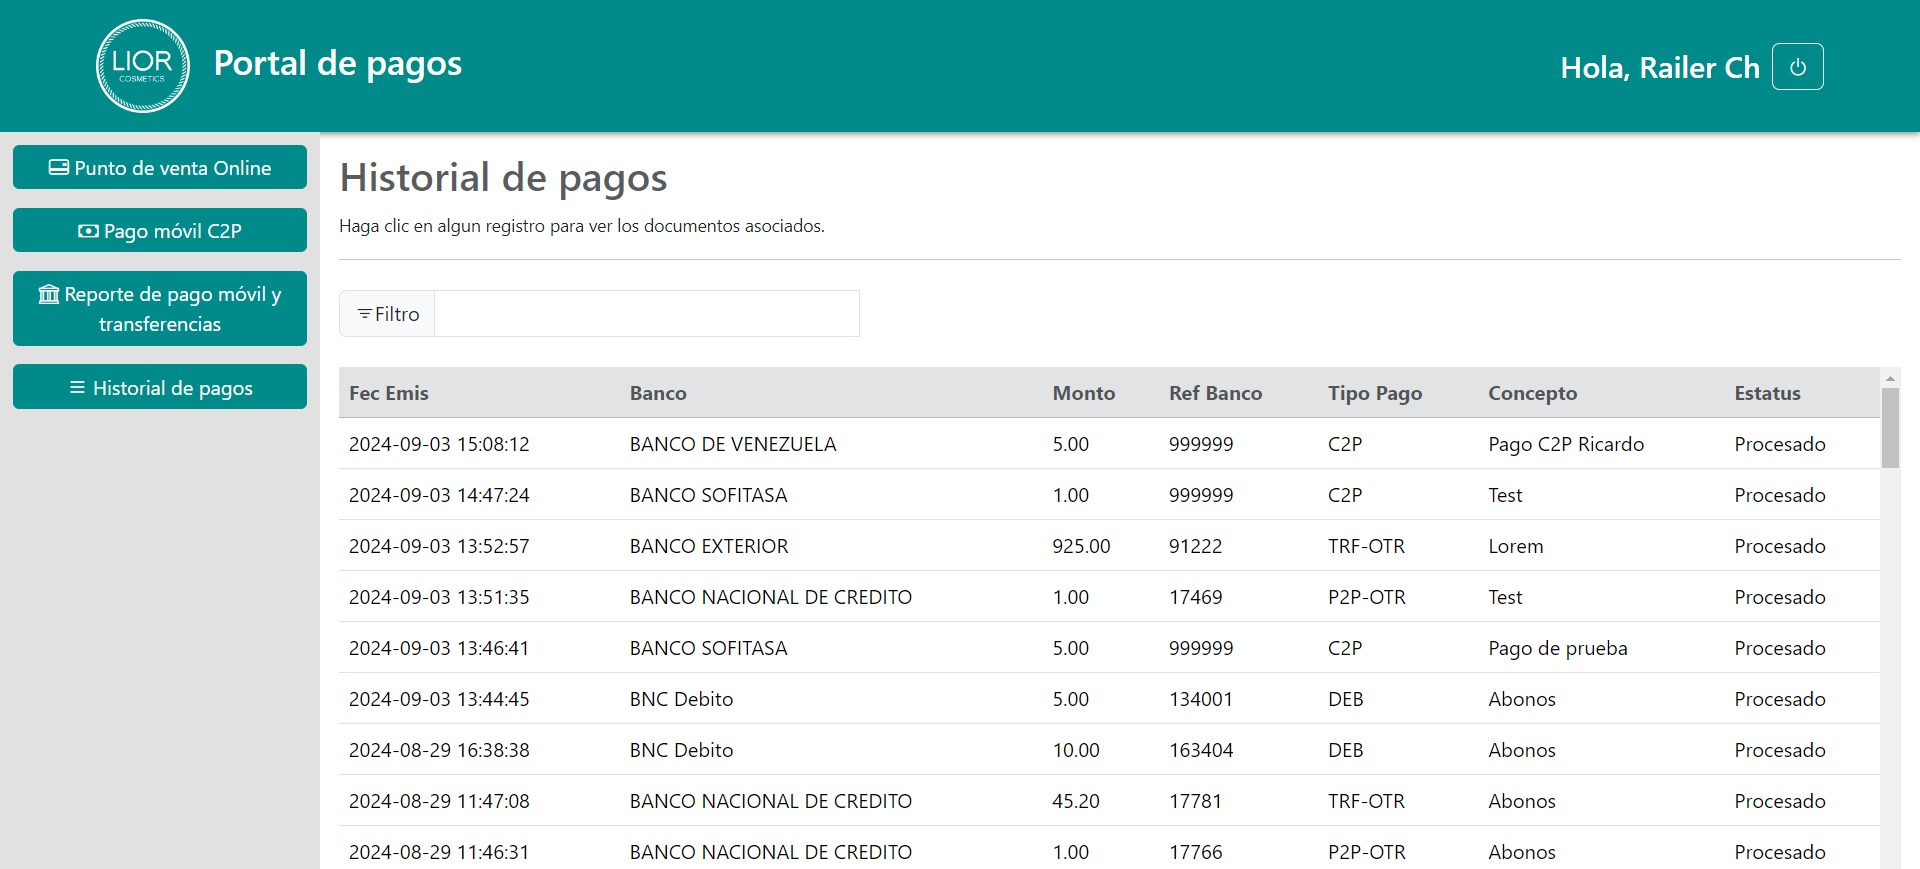 LIOR
COSMETICS
Portal de pagos
Hola, Railer Ch
Punto de venta Online
Pago móvil C2P
Reporte de pago móvil y
transferencias
Historial de pagos
Historial de pagos
Haga clic en algun registro para ver los documentos asociados.
Filtro
Fec Emis Banco Monto Ref Banco Tipo Pago Concepto Estatus
2024-09-03 15:08:12 BANCO DE VENEZUELA 5.00 999999 C2P Pago C2P Ricardo Procesado
2024-09-03 14:47:24 BANCO SOFITASA 1.00 999999 C2P Test Procesado
2024-09-03 13:52:57 BANCO EXTERIOR 925.00 91222 TRF-OTR Lorem Procesado
2024-09-03 13:51:35 BANCO NACIONAL DE CREDITO 1.00 17469 P2P-OTR Test Procesado
2024-09-03 13:46:41 BANCO SOFITASA 5.00 999999 C2P Pago de prueba Procesado
2024-09-03 13:44:45 BNC Debito 5.00 134001 DEB Abonos Procesado
2024-08-29 16:38:38 BNC Debito 10.00 163404 DEB Abonos Procesado
2024-08-29 11:47:08 BANCO NACIONAL DE CREDITO 45.20 17781 TRF-OTR Abonos Procesado
2024-08-29 11:46:31 BANCO NACIONAL DE CREDITO 1.00 17766 P2P-OTR Abonos Procesado